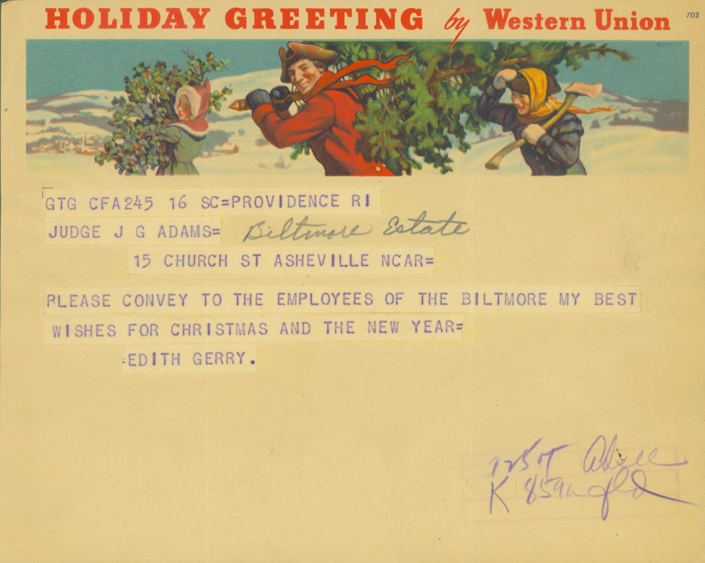 HOLIDAY GREETING by Western Union
702
GTG CFA245 16 SC=PROVIDENCE RI
JUDGE J G ADAMS= Biltmore Estate
15 CHURCH ST ASHEVILLE NCAR=
PLEASE CONVEY TO THE EMPLOYEES OF THE BILTMORE MY BEST
WISHES FOR CHRISTMAS AND THE NEW YEAR=
:EDITH GERRY.
K 859